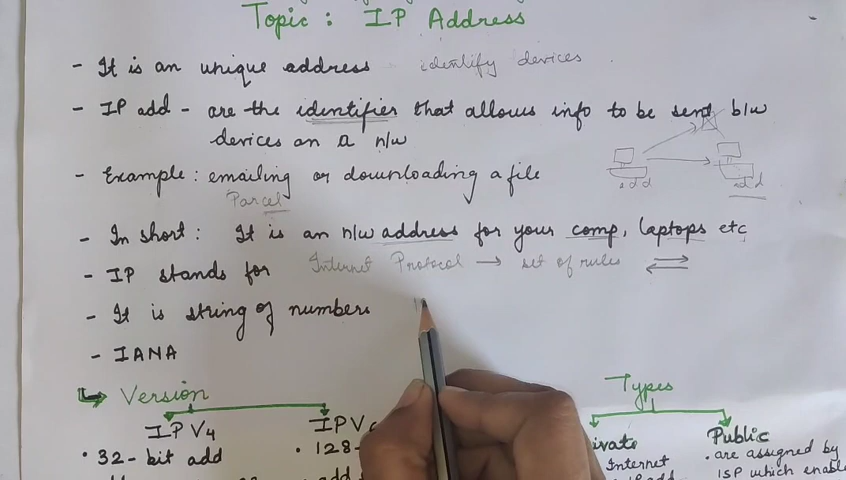 Topic : IP Address
- It is an unique address identify devices
- IP add - are the identifier that allows info to be send b/w
devices on a n/w
add add
- Example : emailing or downloading a file
Parcel
- In short : It is an n/w address for your comp, laptops etc
- IP stands for Internet Protocol → set of rules
- It is string of numbers
- IANA
Version
Types
IPV4 IPV
ivate Public
• 32-bit add • 128-
Internet • are assigned by
add ISP which enable